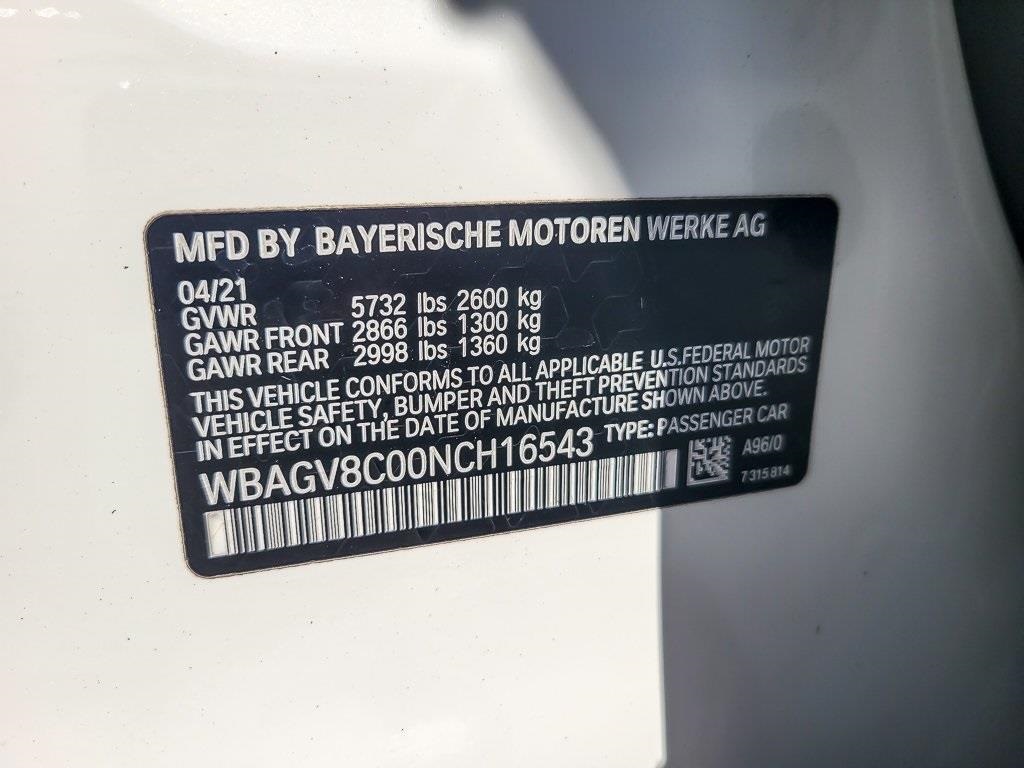 MFD BY BAYERISCHE MOTOREN WERKE AG
04/21
GVWR 5732 lbs 2600 kg
GAWR FRONT 2866 lbs 1300 kg
GAWR REAR 2998 lbs 1360 kg
THIS VEHICLE CONFORMS TO ALL APPLICABLE U.S.FEDERAL MOTOR
VEHICLE SAFETY, BUMPER AND THEFT PREVENTION STANDARDS
IN EFFECT ON THE DATE OF MANUFACTURE SHOWN ABOVE.
WBAGV8C00NCH16543 TYPE: PASSENGER CAR
A96/0
7315814